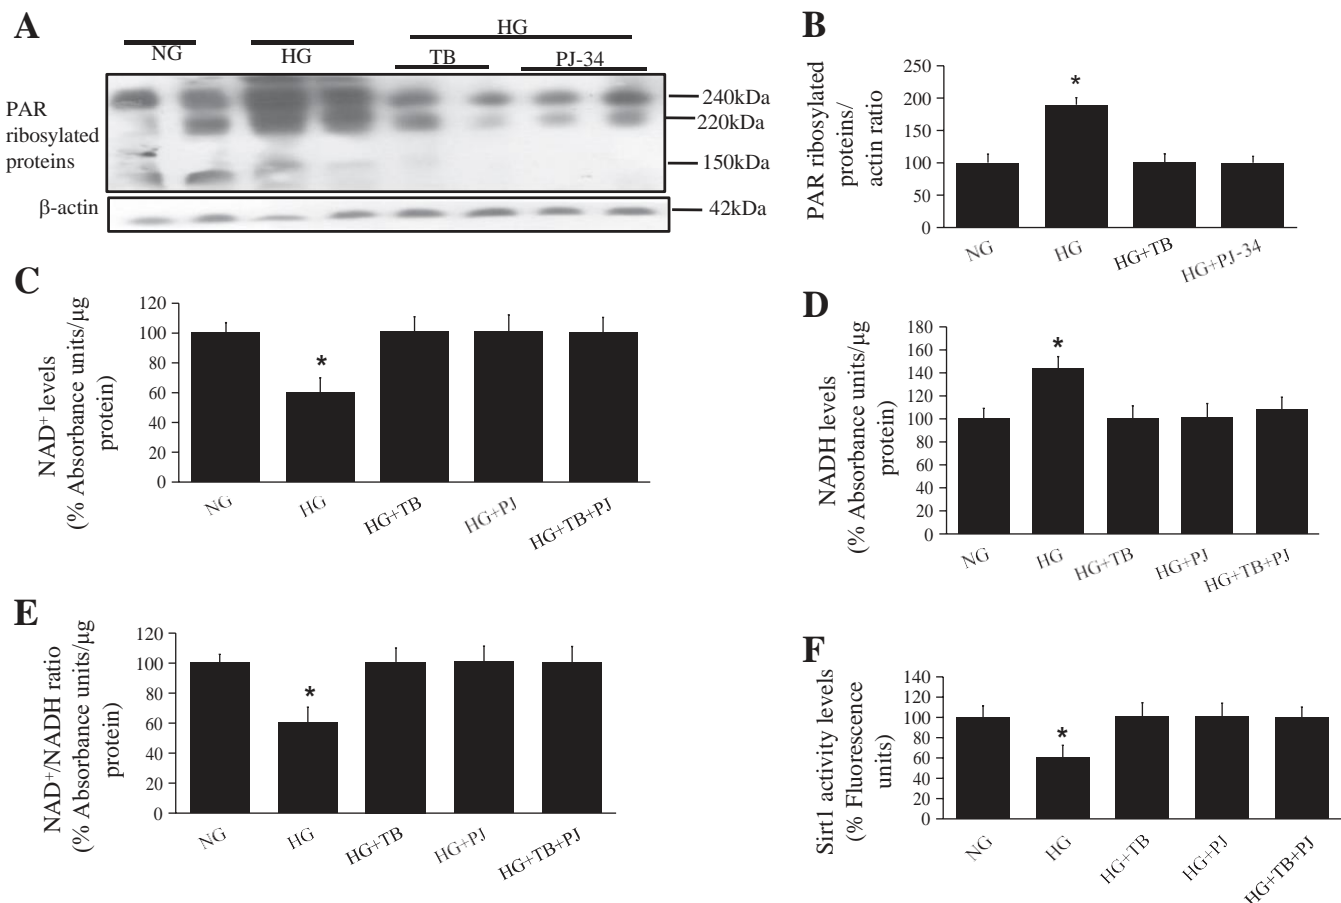 A
NG
HG
HG
TB
PJ-34
PAR
ribosylated
proteins
240kDa
220kDa
150kDa
β-actin
42kDa
B
PAR ribosylated
proteins/
actin ratio
250
200
150
100
50
0
*
NG
HG
HG+TB
HG+PJ-34
C
NAD+ levels
(% Absorbance units/µg
protein)
120
100
80
60
40
20
0
*
NG
HG
HG+TB
HG+PJ
HG+TB+PJ
D
NADH levels
(% Absorbance units/µg
protein)
180
160
140
120
100
80
60
40
20
0
*
NG
HG
HG+TB
HG+PJ
HG+TB+PJ
E
NAD+/NADH ratio
(% Absorbance units/µg
protein)
120
100
80
60
40
20
0
*
NG
HG
HG+TB
HG+PJ
HG+TB+PJ
F
Sirt1 activity levels
(% Fluorescence
units)
140
120
100
80
60
40
20
0
*
NG
HG
HG+TB
HG+PJ
HG+TB+PJ